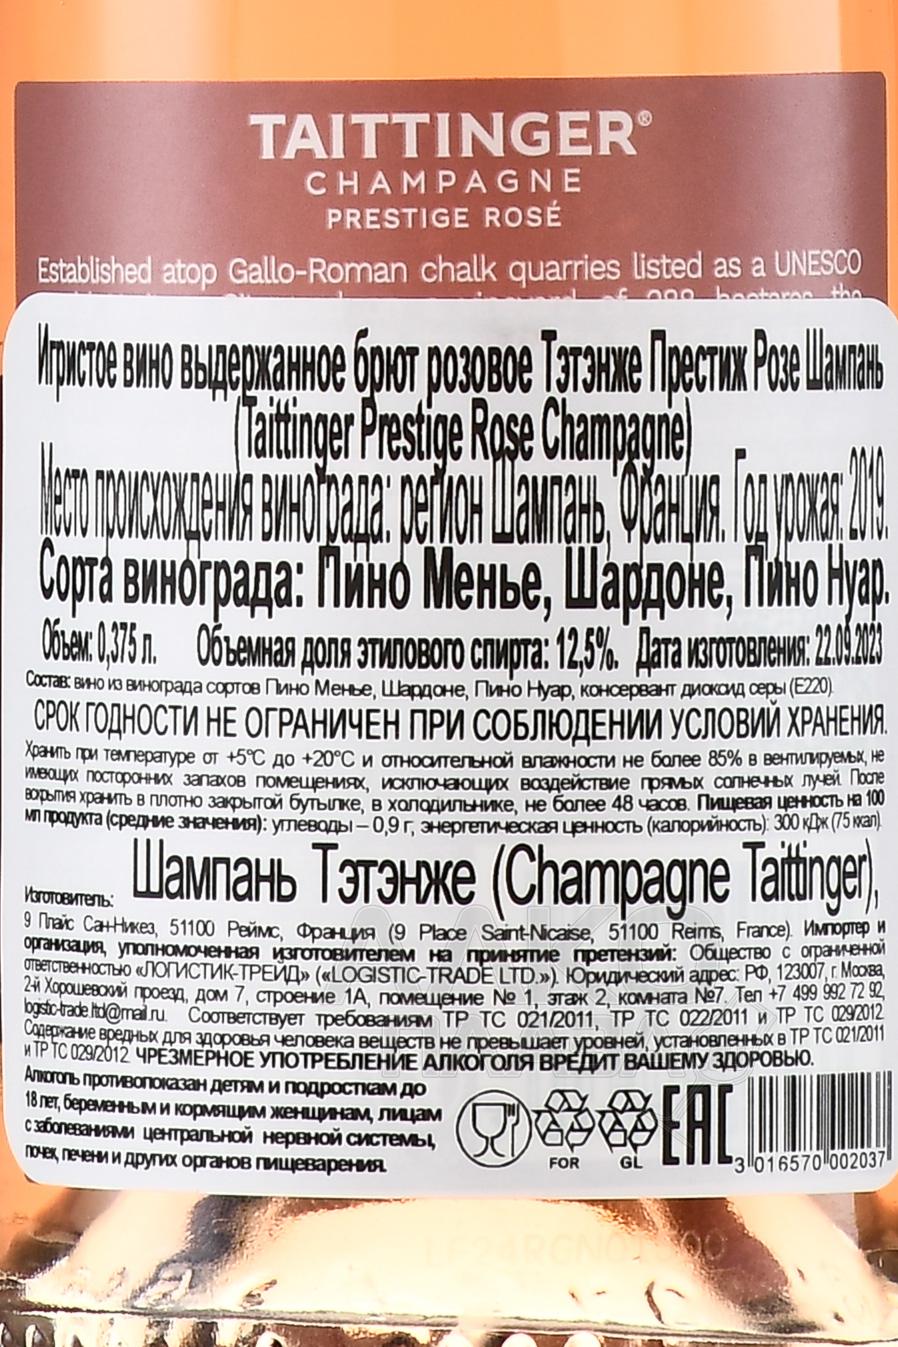 TAITTINGER®
CHAMPAGNE
PRESTIGE ROSÉ
Established atop Gallo-Roman chalk quarries listed as a UNESCO
vineyard of 288 hectares, the
Игристое вино выдержанное брют розовое Тэтэнже Престиж Розе Шампань
(Taittinger Prestige Rose Champagne)
Место происхождения винограда: регион Шампань, Франция. Год урожая: 2019.
Сорта винограда: Пино Менье, Шардоне, Пино Нуар.
Объем: 0,375 л. Объемная доля этилового спирта: 12,5%. Дата изготовления: 22.09.2023
Состав: вино из винограда сортов Пино Менье, Шардоне, Пино Нуар, консервант диоксид серы (Е220).
СРОК ГОДНОСТИ НЕ ОГРАНИЧЕН ПРИ СОБЛЮДЕНИИ УСЛОВИЙ ХРАНЕНИЯ.
Хранить при температуре от +5°С до +20°С и относительной влажности не более 85% в вентилируемых, не
имеющих посторонних запахов помещениях, исключающих воздействие прямых солнечных лучей. После
вскрытия хранить в плотно закрытой бутылке, в холодильнике, не более 48 часов. Пищевая ценность на 100
мл продукта (средние значения): углеводы – 0,9 г, энергетическая ценность (калорийность): 300 кДж (75 ккал).
Изготовитель: Шампань Тэтэнже (Champagne Taittinger),
9 Плайс Сан-Никез, 51100 Реймс, Франция (9 Place Saint-Nicaise, 51100 Reims, France). Импортер и
организация, уполномоченная изготовителем на принятие претензий: Общество с ограниченной
ответственностью «ЛОГИСТИК-ТРЕЙД» («LOGISTIC-TRADE LTD.»). Юридический адрес: РФ, 123007, г. Москва,
2-й Хорошевский проезд, дом 7, строение 1А, помещение № 1, этаж 2, комната №7. Тел +7 499 992 72 92,
logistic-trade.ltd@mail.ru. Соответствует требованиям ТР ТС 021/2011, ТР ТС 022/2011 и ТР ТС 029/2012.
Содержание вредных для здоровья человека веществ не превышает уровней, установленных в ТР ТС 021/2011
и ТР ТС 029/2012. ЧРЕЗМЕРНОЕ УПОТРЕБЛЕНИЕ АЛКОГОЛЯ ВРЕДИТ ВАШЕМУ ЗДОРОВЬЮ.
Алкоголь противопоказан детям и подросткам до
18 лет, беременным и кормящим женщинам, лицам
с заболеваниями центральной нервной системы,
почек, печени и других органов пищеварения.
FOR GL EAC 3 016570 002037